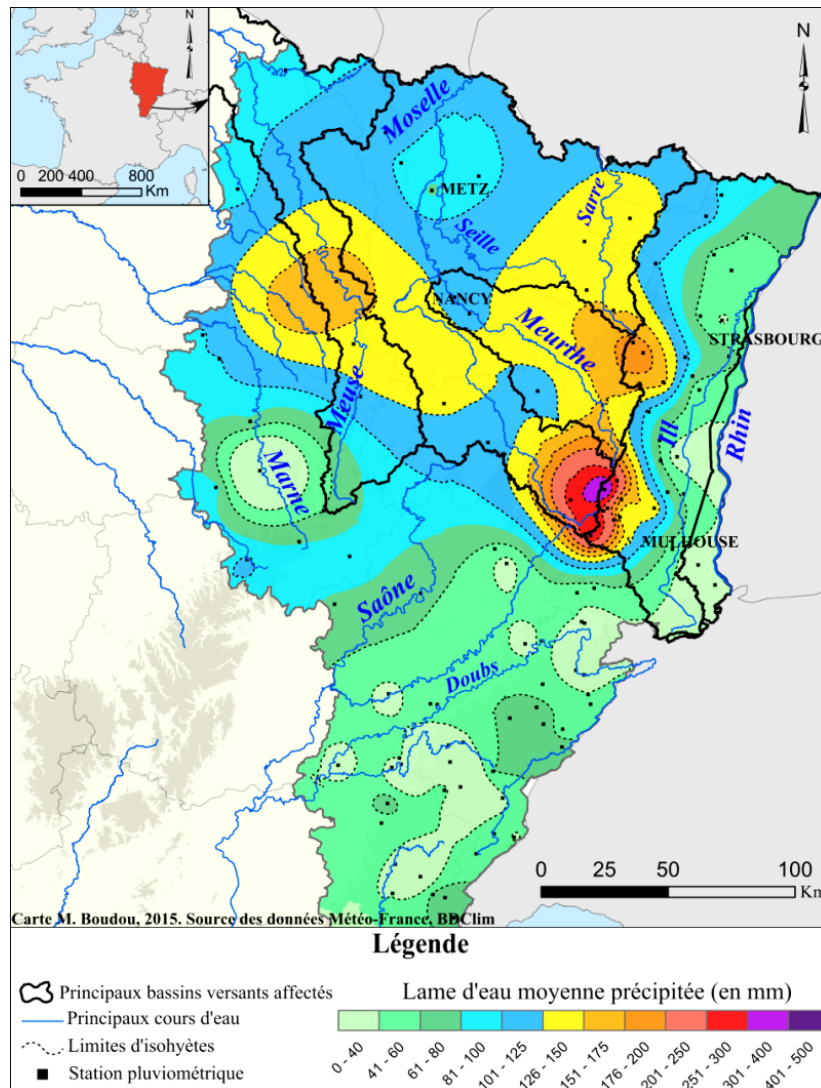 N
N
0 200 400 800
Km
Moselle
METZ
Sarre
Seille
NANCY
STRASBOURG
Meurthe
Meuse
Ill
Rhin
Marne
MULHOUSE
Saône
Doubs
0 25 50 100
Km
Carte M. Boudou, 2015. Source des données Météo-France, BDClim
Légende
Principaux bassins versants affectés
Principaux cours d'eau
Limites d'isohyètes
Station pluviométrique
Lame d'eau moyenne précipitée (en mm)
0 - 40
41 - 60
61 - 80
81 - 100
101 - 125
126 - 150
151 - 175
176 - 200
201 - 250
251 - 300
301 - 400
401 - 500